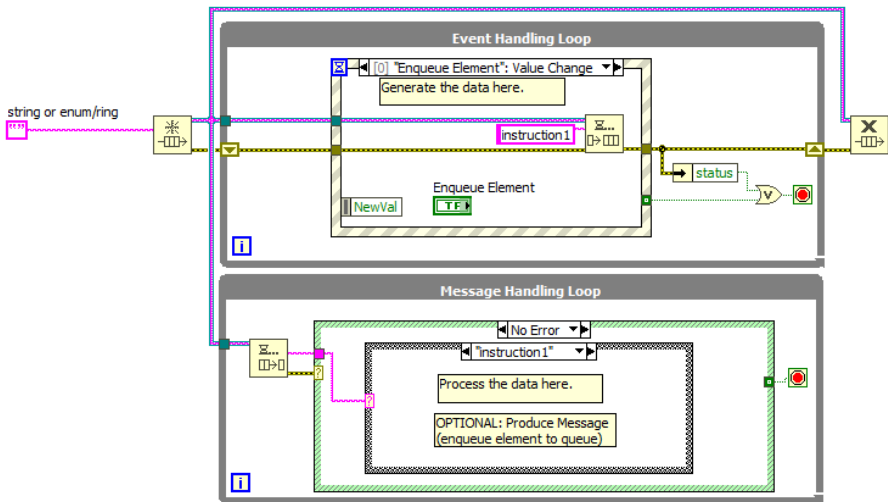 Event Handling Loop
[0] "Enqueue Element": Value Change
Generate the data here.
string or enum/ring
instruction1
status
Enqueue Element
NewVal
TF
V
i
Message Handling Loop
No Error
"instruction1"
?
?
Process the data here.
OPTIONAL: Produce Message
(enqueue element to queue)
i